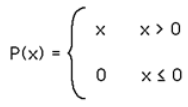 x x > 0
P(x) =
0 x ≤ 0